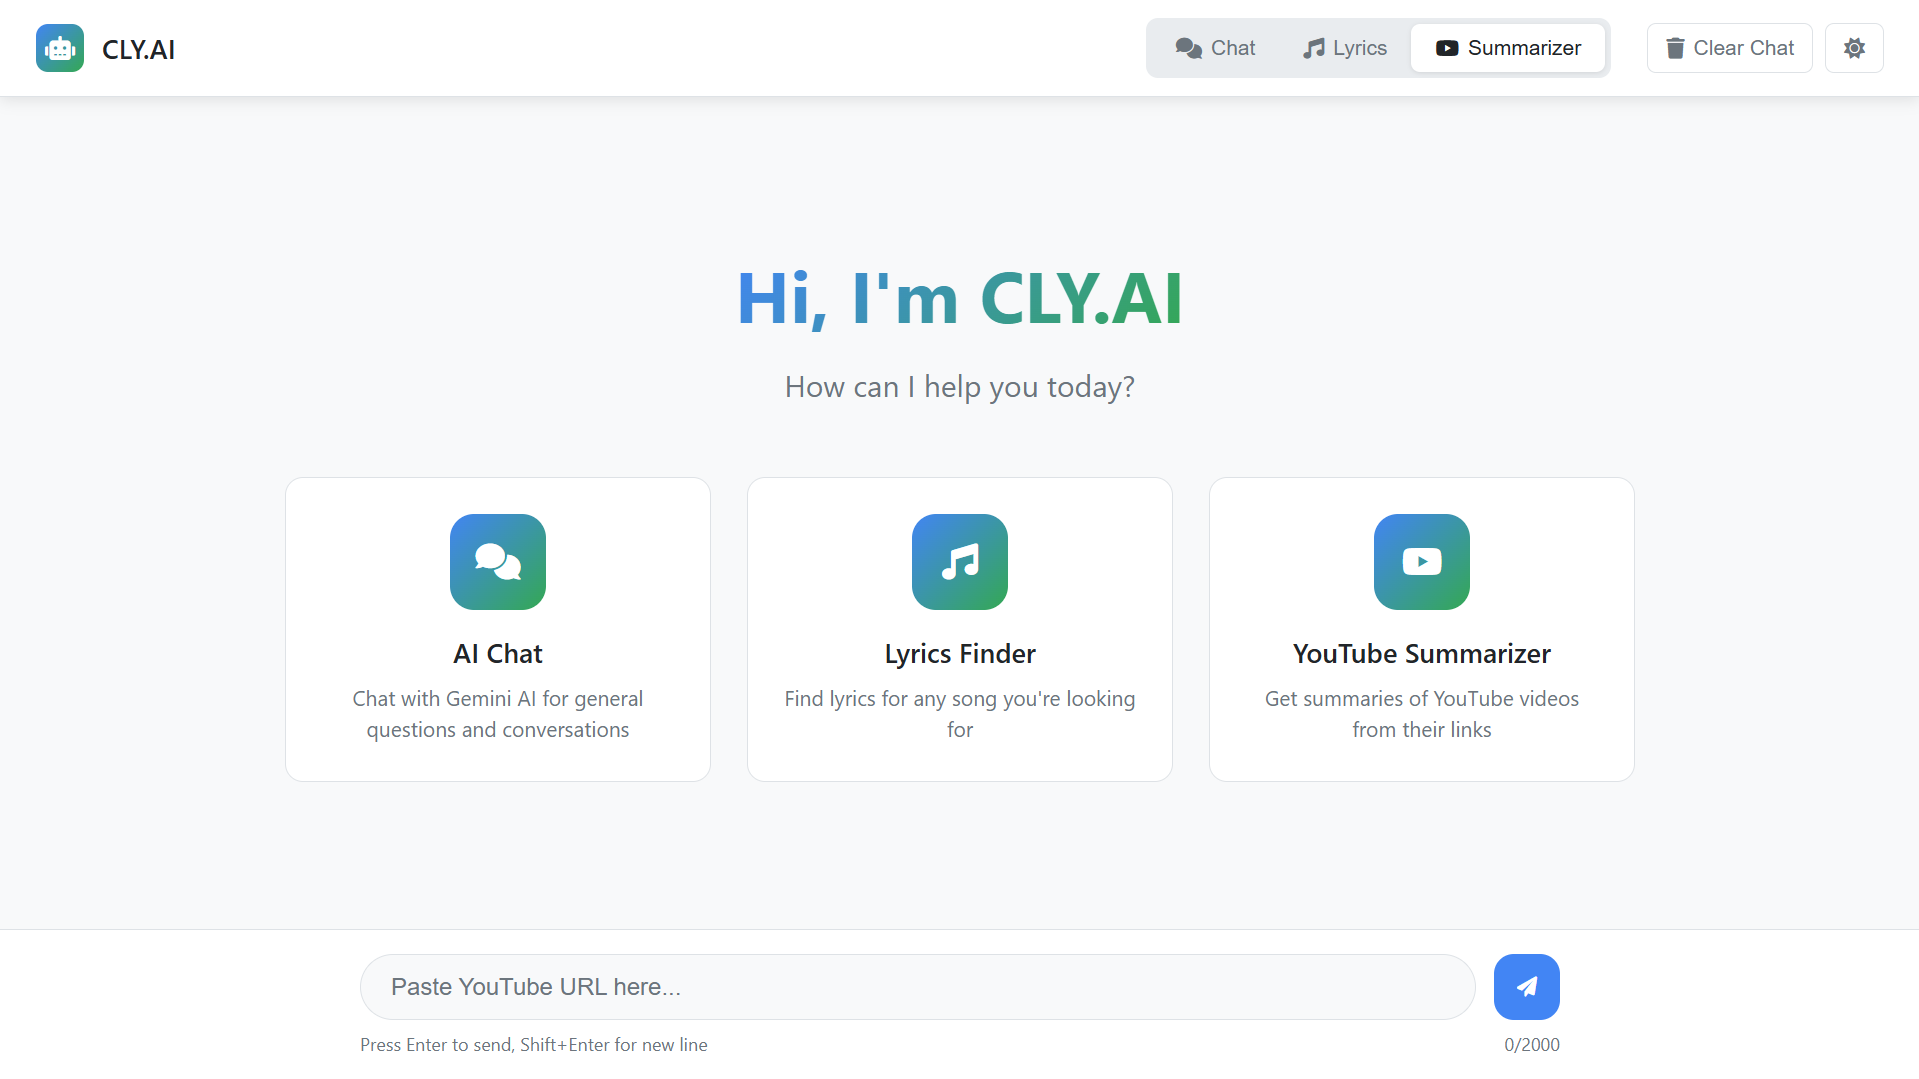 CLY.AI
Chat
Lyrics
Summarizer
Clear Chat
Hi, I'm CLY.AI
How can I help you today?
AI Chat
Chat with Gemini AI for general
questions and conversations
Lyrics Finder
Find lyrics for any song you're looking
for
YouTube Summarizer
Get summaries of YouTube videos
from their links
Paste YouTube URL here...
Press Enter to send, Shift+Enter for new line
0/2000